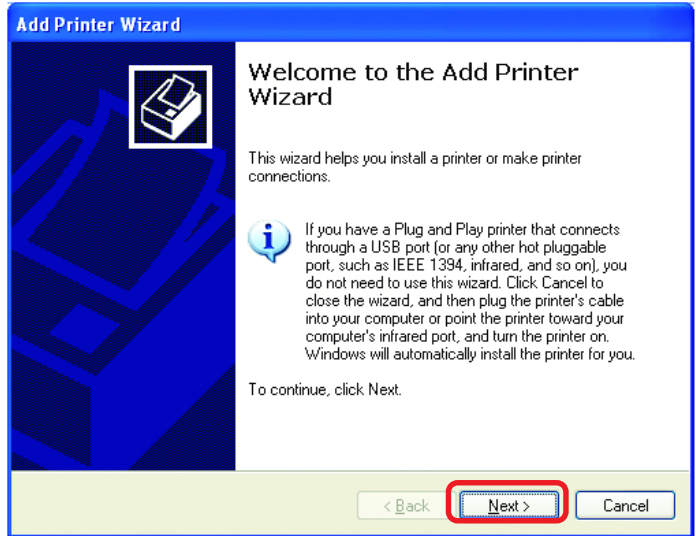 Add Printer Wizard
Welcome to the Add Printer
Wizard
This wizard helps you install a printer or make printer
connections.
If you have a Plug and Play printer that connects
through a USB port (or any other hot pluggable
port, such as IEEE 1394, infrared, and so on), you
do not need to use this wizard. Click Cancel to
close the wizard, and then plug the printer's cable
into your computer or point the printer toward your
computer's infrared port, and turn the printer on.
Windows will automatically install the printer for you.
To continue, click Next.
< Back Next > Cancel